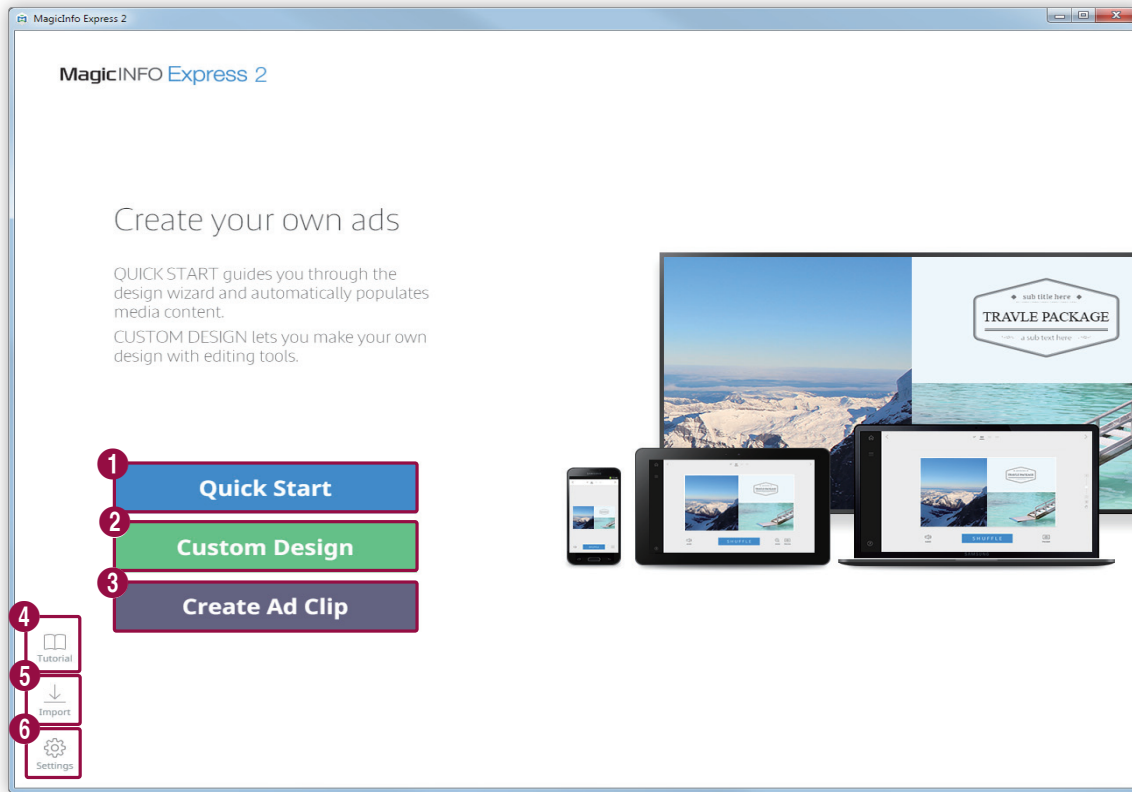 MagicInfo Express 2
MagicINFO Express 2
Create your own ads
QUICK START guides you through the
design wizard and automatically populates
media content.
CUSTOM DESIGN lets you make your own
design with editing tools.
sub title here
TRAVLE PACKAGE
a sub text here
1
Quick Start
2
Custom Design
3
Create Ad Clip
4
Tutorial
5
Import
6
Settings
SHUFFLE
SHUFFLE
SAMSUNG